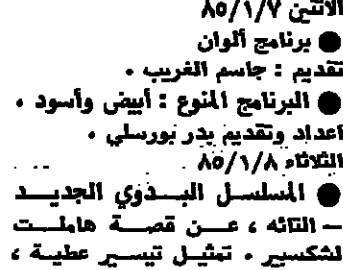 الاثنين ٨٥/١/٧
● برنامج ألوان
تقديم : جاسم الغريب .
● البرنامج المنوع : أبيض وأسود .
اعداد وتقديم بدر بورسلي .
الثلاثاء ٨٥/١/٨
● المسلسل البدوي الجديد
– التائه ، عن قصة هاملت
لشكسبير . تمثيل تيسير عطية ،